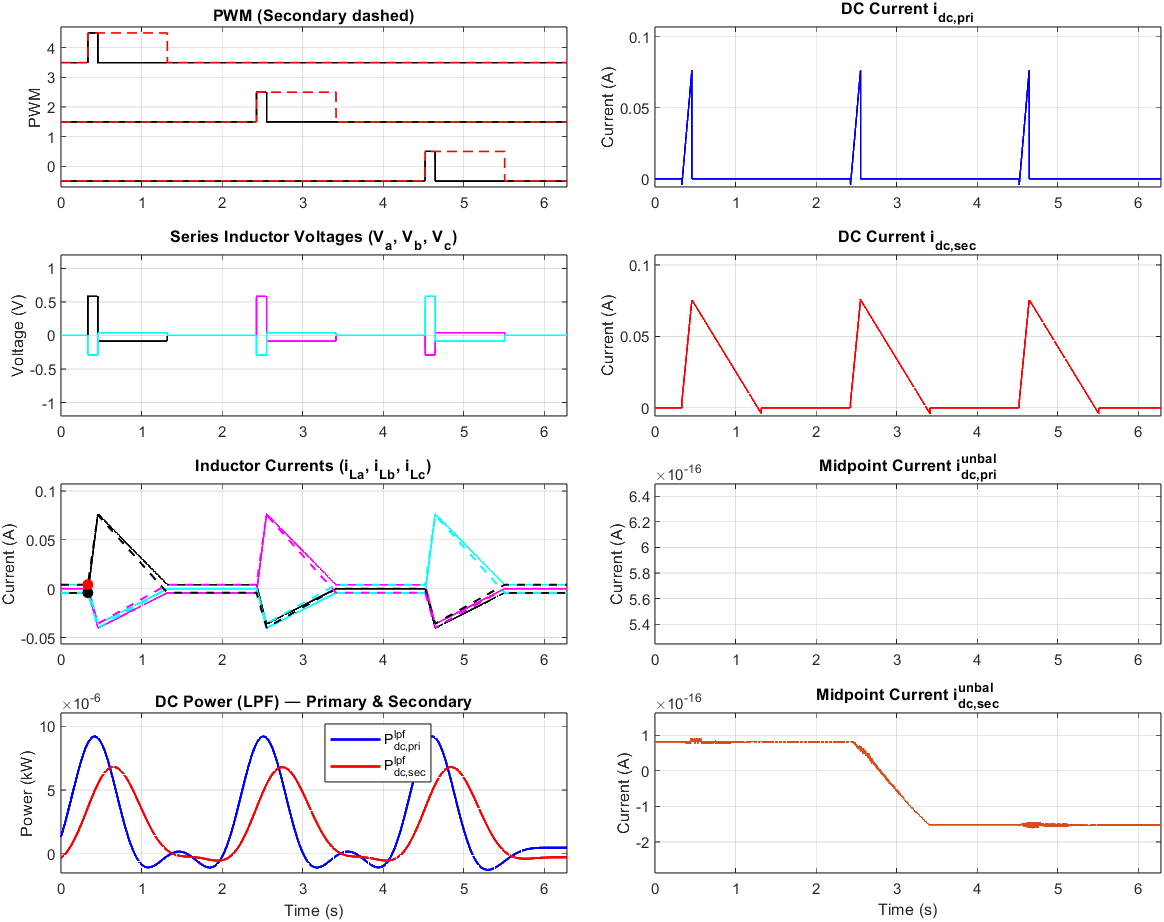 PWM (Secondary dashed)
PWM
4
3
2
1
0
0 1 2 3 4 5 6
DC Current i_dc,pri
Current (A)
0.1
0.05
0
0 1 2 3 4 5 6
Series Inductor Voltages (V_a, V_b, V_c)
Voltage (V)
1
0.5
0
-0.5
-1
0 1 2 3 4 5 6
DC Current i_dc,sec
Current (A)
0.1
0.05
0
0 1 2 3 4 5 6
Inductor Currents (i_La, i_Lb, i_Lc)
Current (A)
0.1
0.05
0
-0.05
0 1 2 3 4 5 6
Midpoint Current i^unbal_dc,pri
×10^-16
Current (A)
6.4
6.2
6
5.8
5.6
5.4
0 1 2 3 4 5 6
DC Power (LPF) — Primary & Secondary
×10^-6
Power (kW)
10
5
0
P^lpf_dc,pri
P^lpf_dc,sec
0 1 2 3 4 5 6
Time (s)
Midpoint Current i^unbal_dc,sec
×10^-16
Current (A)
1
0
-1
-2
0 1 2 3 4 5 6
Time (s)